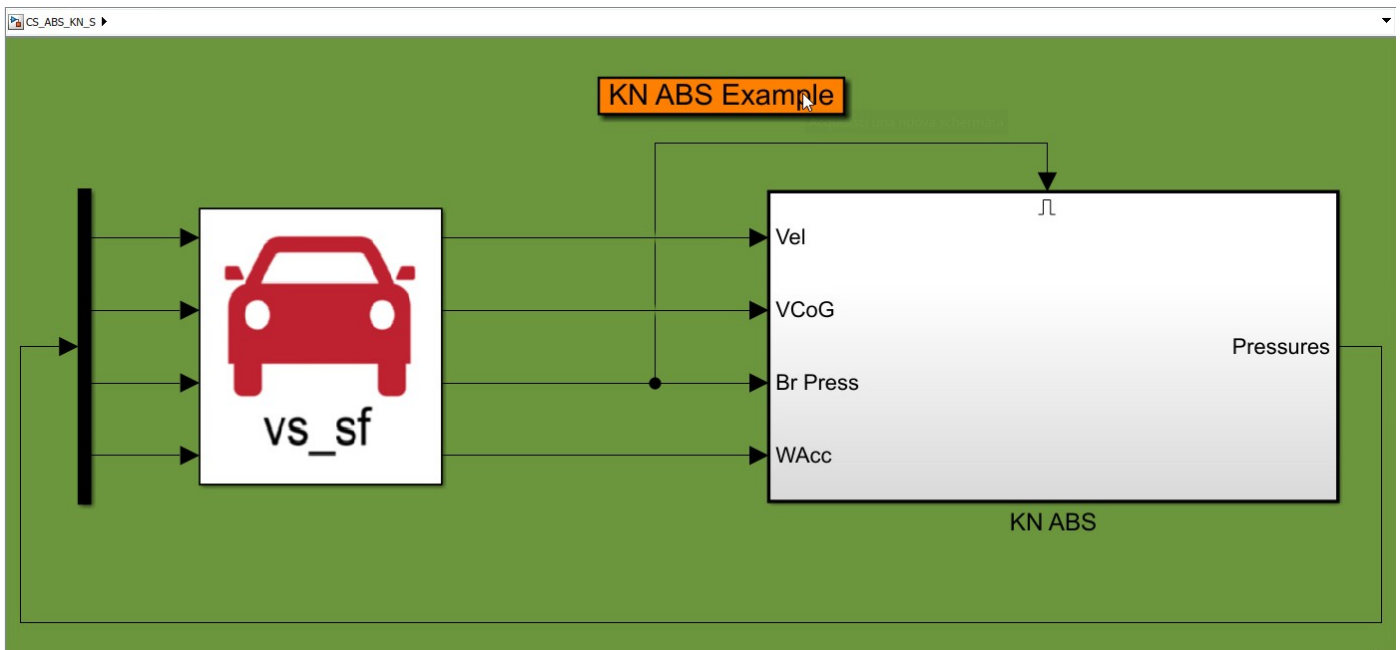 CS_ABS_KN_S
KN ABS Example
Vel
VCoG
Pressures
Br Press
vs_sf
WAcc
KN ABS